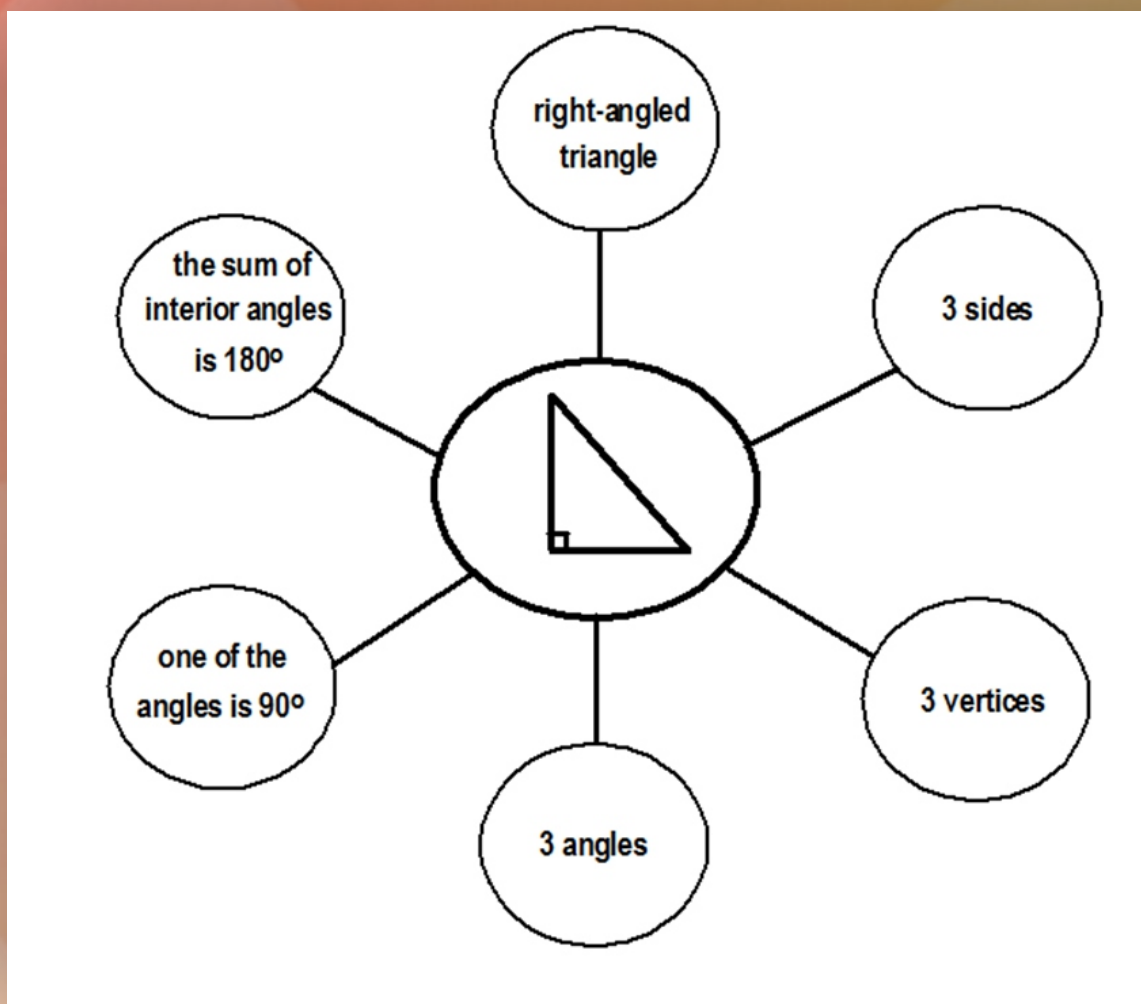 right-angled
triangle
the sum of
interior angles
is 180º
3 sides
one of the
angles is 90º
3 vertices
3 angles